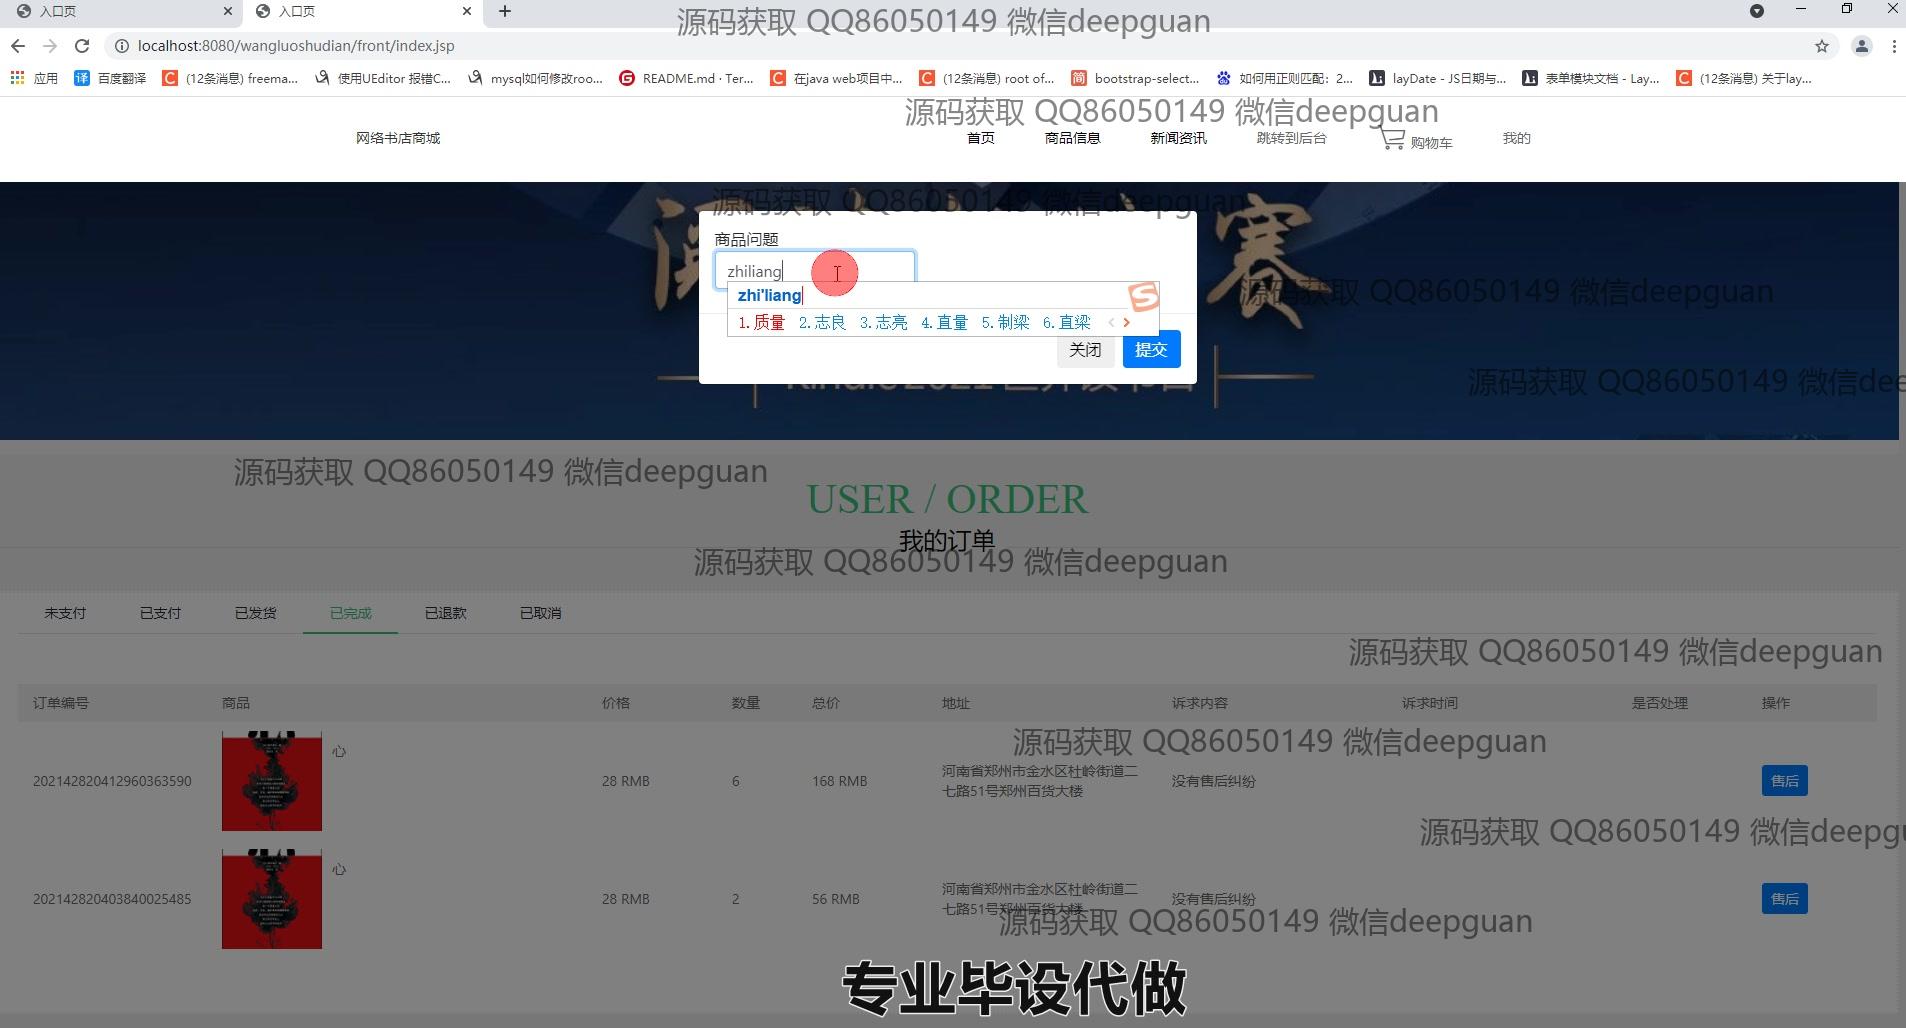 入口页
入口页
源码获取 QQ86050149 微信deepguan
localhost:8080/wangluoshudian/front/index.jsp
应用 百度翻译 (12条消息) freema... 使用UEditor 报错C... mysql如何修改roo... README.md · Ter... 在java web项目中... (12条消息) root of... bootstrap-select... 如何用正则匹配：2... layDate - JS日期与... 表单模块文档 - Lay... (12条消息) 关于lay...
源码获取 QQ86050149 微信deepguan
网络书店商城 首页 商品信息 新闻资讯 跳转到后台 购物车 我的
源码获取 QQ86050149 微信deepguan
商品问题
zhiliang
zhi'liang
1.质量 2.志良 3.志亮 4.直量 5.制梁 6.直梁
关闭 提交
赛
源码获取 QQ86050149 微信deepguan
源码获取 QQ86050149 微信dee
源码获取 QQ86050149 微信deepguan
USER / ORDER
我的订单
源码获取 QQ86050149 微信deepguan
未支付 已支付 已发货 已完成 已退款 已取消
源码获取 QQ86050149 微信deepguan
订单编号 商品 价格 数量 总价 地址 诉求内容 诉求时间 是否处理 操作
源码获取 QQ86050149 微信deepguan
202142820412960363590 心 28 RMB 6 168 RMB 河南省郑州市金水区杜岭街道二 没有售后纠纷 售后
七路51号郑州百货大楼
源码获取 QQ86050149 微信deepgu
202142820403840025485 心 28 RMB 2 56 RMB 河南省郑州市金水区杜岭街道二 没有售后纠纷 售后
七路51号郑州百货大楼
源码获取 QQ86050149 微信deepguan
专业毕设代做